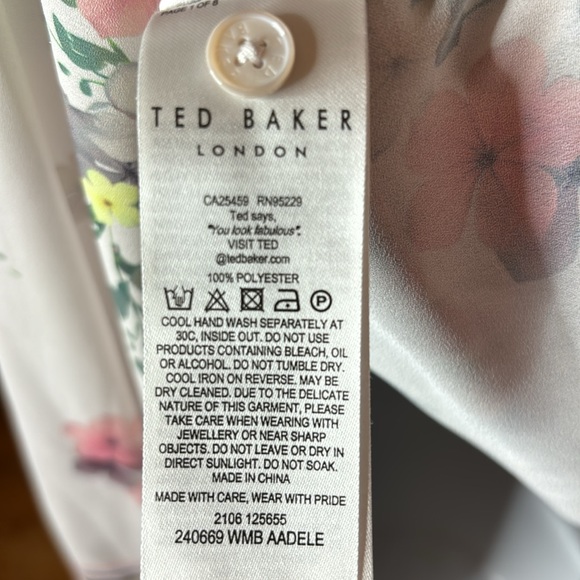 PAGE 1 OF 8
TED BAKER
LONDON
CA25459 RN95229
Ted says,
"You look fabulous".
VISIT TED
@tedbaker.com
100% POLYESTER
P
COOL HAND WASH SEPARATELY AT
30C, INSIDE OUT. DO NOT USE
PRODUCTS CONTAINING BLEACH, OIL
OR ALCOHOL. DO NOT TUMBLE DRY.
COOL IRON ON REVERSE. MAY BE
DRY CLEANED. DUE TO THE DELICATE
NATURE OF THIS GARMENT, PLEASE
TAKE CARE WHEN WEARING WITH
JEWELLERY OR NEAR SHARP
OBJECTS. DO NOT LEAVE OR DRY IN
DIRECT SUNLIGHT. DO NOT SOAK.
MADE IN CHINA
MADE WITH CARE, WEAR WITH PRIDE
2106 125655
240669 WMB AADELE